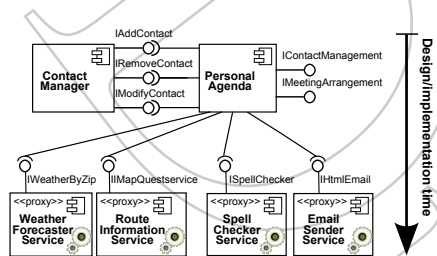 IAddContact
IRemoveContact
IModifyContact
Contact
Manager
Personal
Agenda
IContactManagement
IMeetingArrangement
Design/implementation time
IWeatherByZip
IIMapQuestservice
ISpellChecker
IHtmlEmail
<<proxy>>
Weather
Forecaster
Service
<<proxy>>
Route
Information
Service
<<proxy>>
Spell
Checker
Service
<<proxy>>
Email
Sender
Service